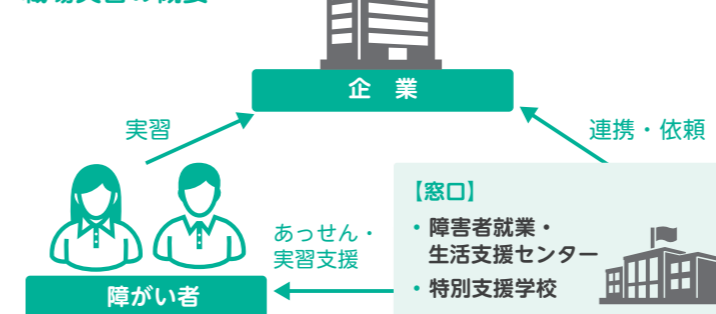 企 業
実習
連携・依頼
【窓口】
・障害者就業・
生活支援センター
・特別支援学校
あっせん・
実習支援
障がい者